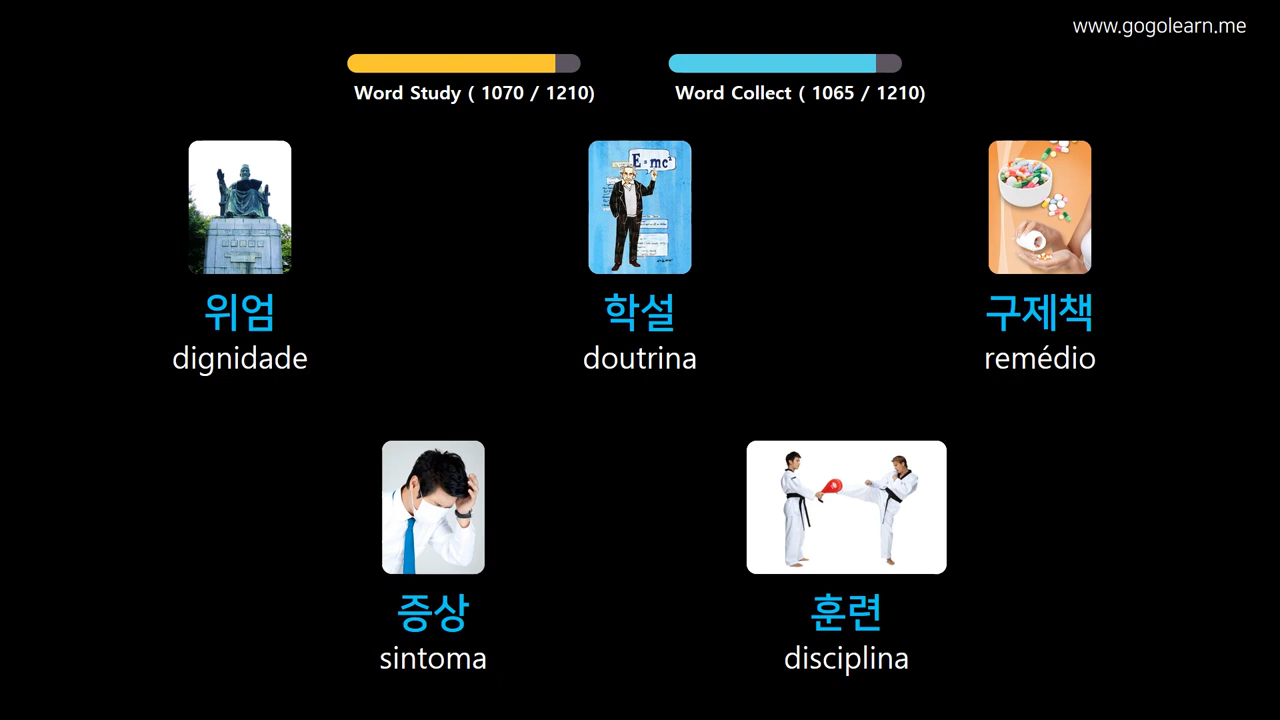 www.gogolearn.me
Word Study ( 1070 / 1210)
Word Collect ( 1065 / 1210)
E=mc²
위엄
dignidade
학설
doutrina
구제책
remédio
증상
sintoma
훈련
disciplina